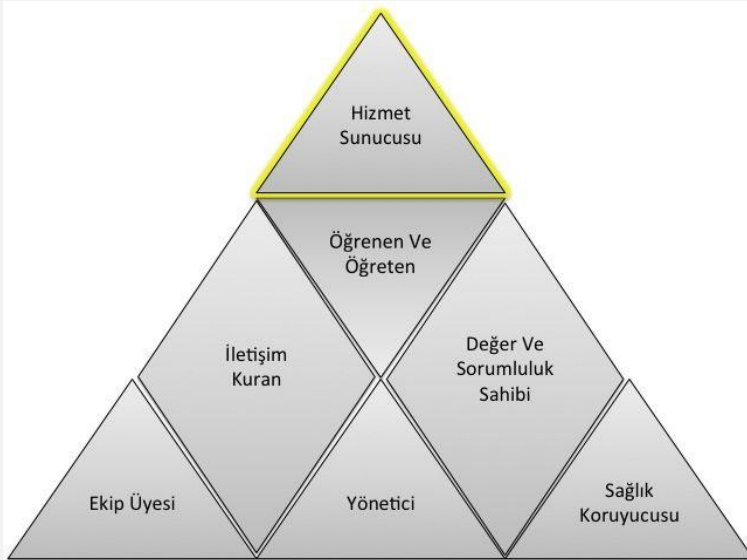 Hizmet
Sunucusu
Öğrenen Ve
Öğreten
İletişim
Kuran
Değer Ve
Sorumluluk
Sahibi
Ekip Üyesi
Yönetici
Sağlık
Koruyucusu